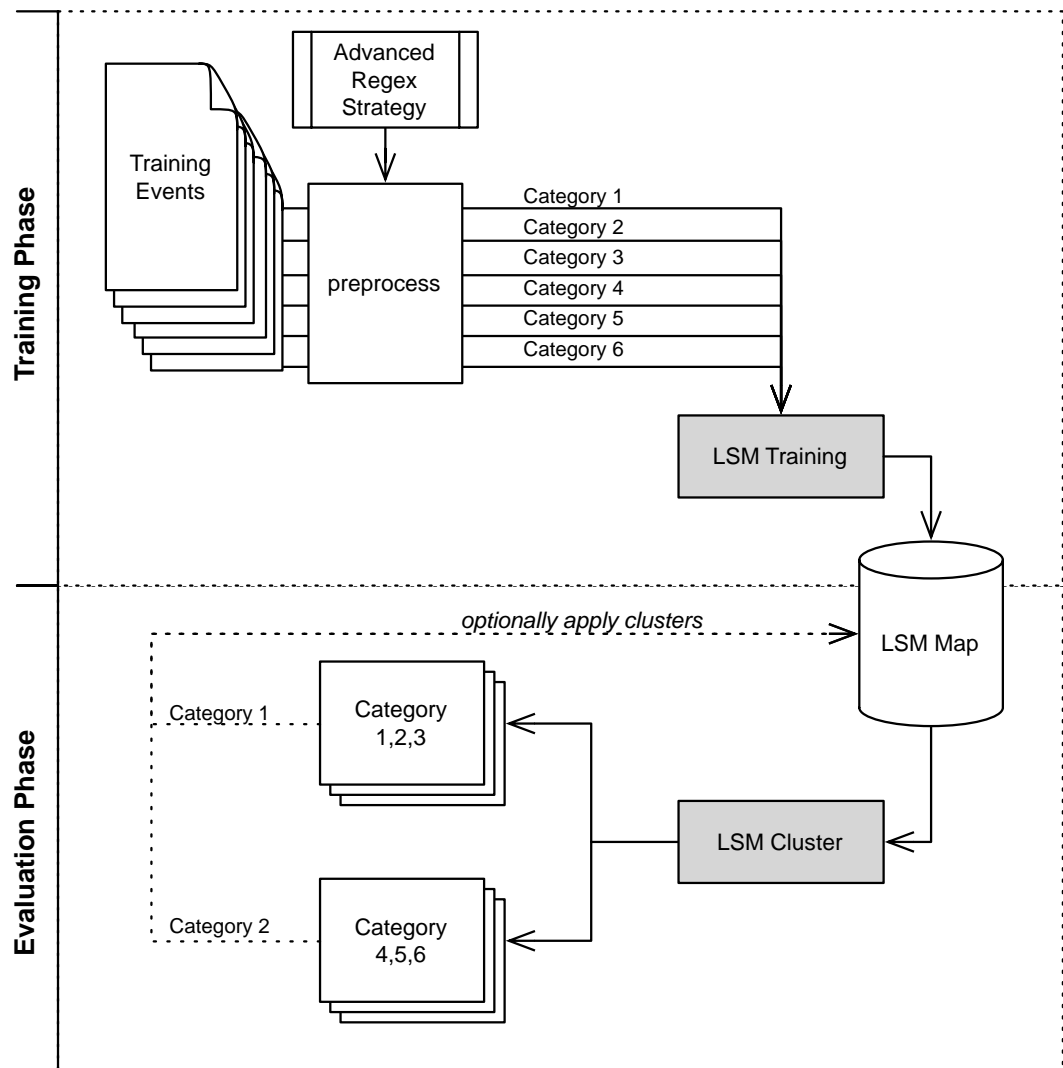 Training Phase
Advanced
Regex
Strategy
Training
Events
preprocess
Category 1
Category 2
Category 3
Category 4
Category 5
Category 6
LSM Training
LSM Map
Evaluation Phase
optionally apply clusters
Category 1
Category
1,2,3
LSM Cluster
Category 2
Category
4,5,6